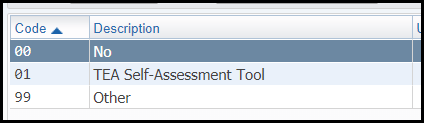 Code Description U
00 No
01 TEA Self-Assessment Tool
99 Other